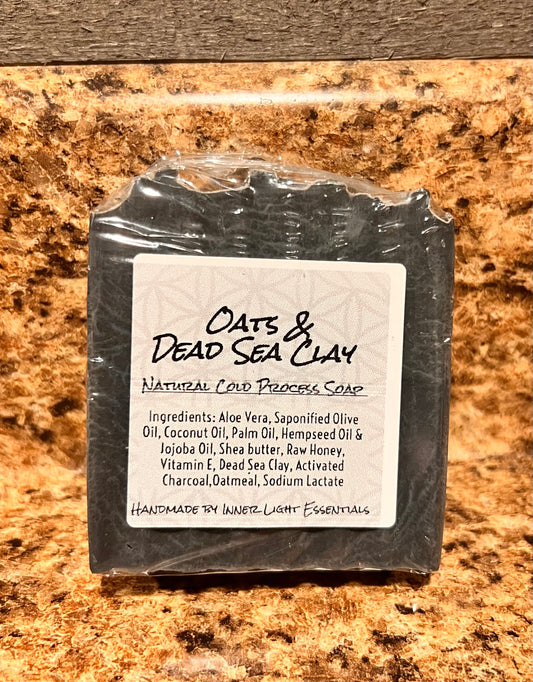 Oats &
Dead Sea Clay
Natural Cold Process Soap
Ingredients: Aloe Vera, Saponified Olive
Oil, Coconut Oil, Palm Oil, Hempseed Oil &
Jojoba Oil, Shea butter, Raw Honey,
Vitamin E, Dead Sea Clay, Activated
Charcoal,Oatmeal, Sodium Lactate
Handmade by Inner Light Essentials